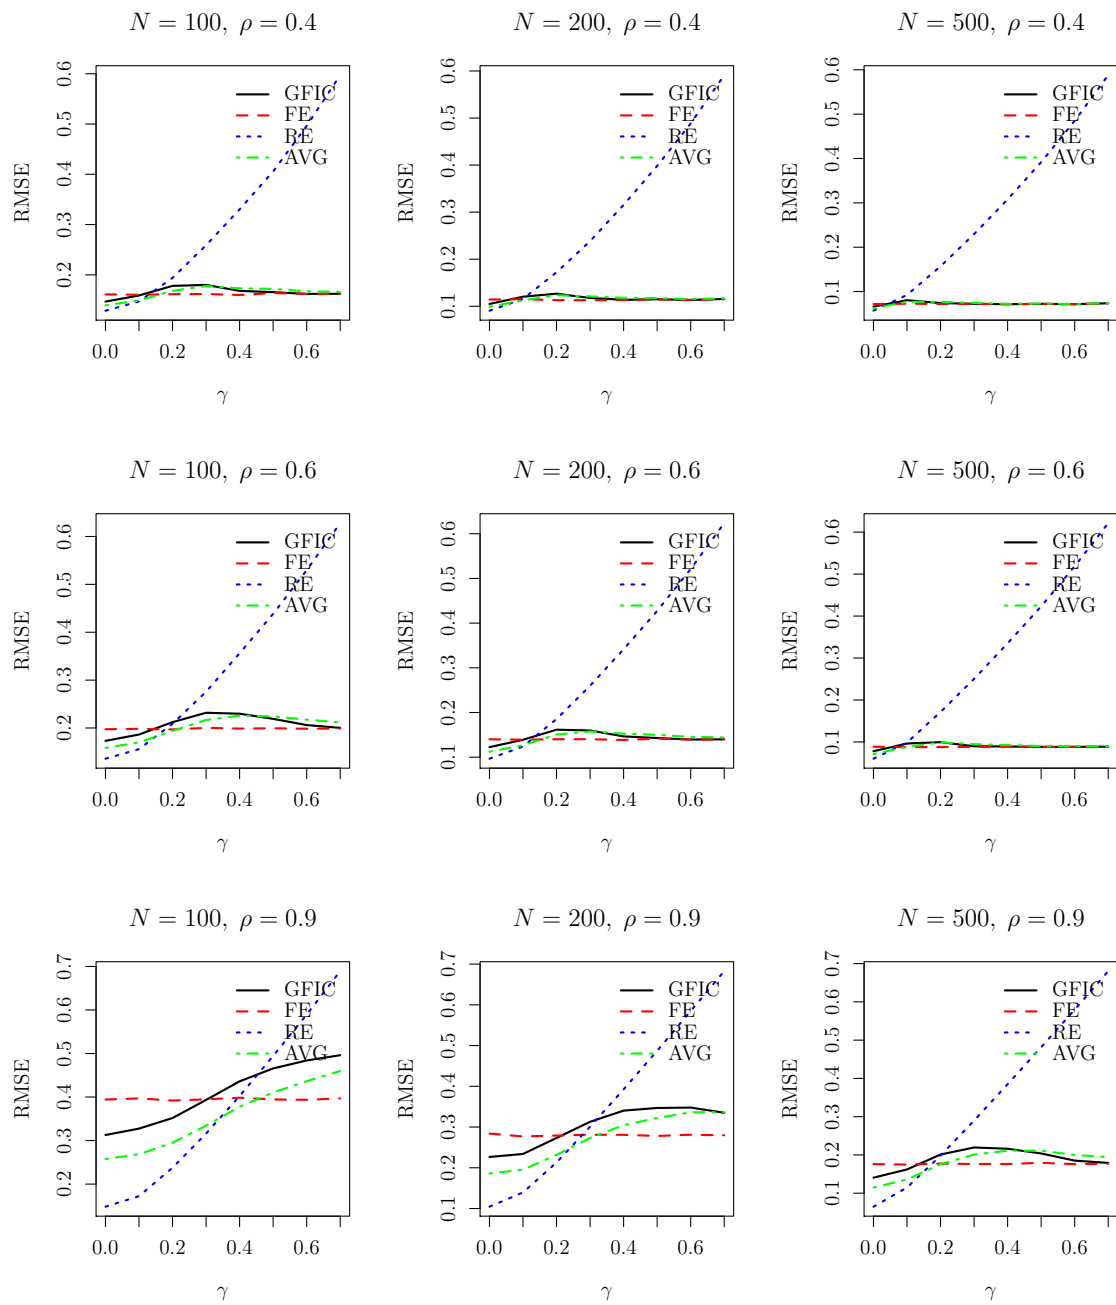 N = 100, ρ = 0.4
RMSE
0.2 0.3 0.4 0.5 0.6
GFIC
FE
RE
AVG
0.0 0.2 0.4 0.6
γ
N = 200, ρ = 0.4
RMSE
0.1 0.2 0.3 0.4 0.5 0.6
GFIC
FE
RE
AVG
0.0 0.2 0.4 0.6
γ
N = 500, ρ = 0.4
RMSE
0.1 0.2 0.3 0.4 0.5 0.6
GFIC
FE
RE
AVG
0.0 0.2 0.4 0.6
γ
N = 100, ρ = 0.6
RMSE
0.2 0.3 0.4 0.5 0.6
GFIC
FE
RE
AVG
0.0 0.2 0.4 0.6
γ
N = 200, ρ = 0.6
RMSE
0.1 0.2 0.3 0.4 0.5 0.6
GFIC
FE
RE
AVG
0.0 0.2 0.4 0.6
γ
N = 500, ρ = 0.6
RMSE
0.1 0.2 0.3 0.4 0.5 0.6
GFIC
FE
RE
AVG
0.0 0.2 0.4 0.6
γ
N = 100, ρ = 0.9
RMSE
0.2 0.3 0.4 0.5 0.6 0.7
GFIC
FE
RE
AVG
0.0 0.2 0.4 0.6
γ
N = 200, ρ = 0.9
RMSE
0.1 0.2 0.3 0.4 0.5 0.6 0.7
GFIC
FE
RE
AVG
0.0 0.2 0.4 0.6
γ
N = 500, ρ = 0.9
RMSE
0.1 0.2 0.3 0.4 0.5 0.6 0.7
GFIC
FE
RE
AVG
0.0 0.2 0.4 0.6
γ